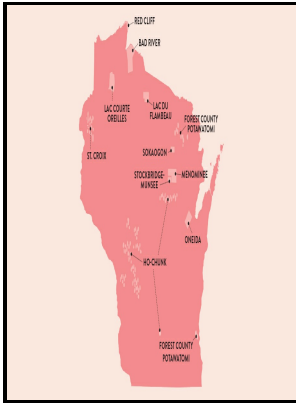 RED CLIFF
BAD RIVER
LAC COURTE
OREILLES
LAC DU
FLAMBEAU
FOREST COUNTY
POTAWATOMI
ST. CROIX
SOKAOGON
STOCKBRIDGE-
MUNSEE
MENOMINEE
ONEIDA
HO-CHUNK
FOREST COUNTY
POTAWATOMI